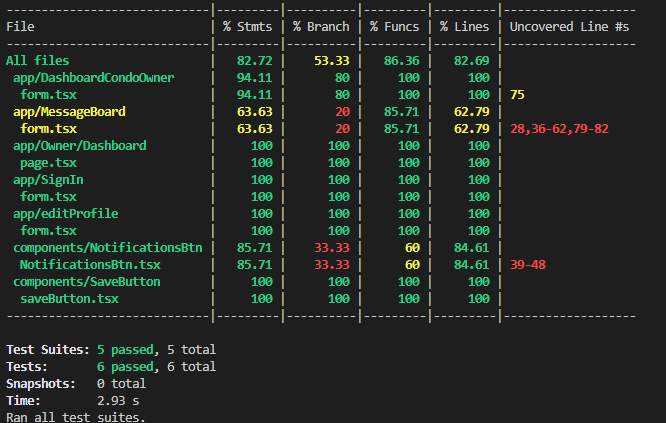 -----------------------------|---------|----------|---------|---------|-------------------
File                         | % Stmts | % Branch | % Funcs | % Lines | Uncovered Line #s
-----------------------------|---------|----------|---------|---------|-------------------
All files                    |   82.72 |    53.33 |   86.36 |   82.69 |
 app/DashboardCondoOwner     |   94.11 |       80 |     100 |     100 |
  form.tsx                   |   94.11 |       80 |     100 |     100 | 75
 app/MessageBoard            |   63.63 |       20 |   85.71 |   62.79 |
  form.tsx                   |   63.63 |       20 |   85.71 |   62.79 | 28,36-62,79-82
 app/Owner/Dashboard         |     100 |      100 |     100 |     100 |
  page.tsx                   |     100 |      100 |     100 |     100 |
 app/SignIn                  |     100 |      100 |     100 |     100 |
  form.tsx                   |     100 |      100 |     100 |     100 |
 app/editProfile             |     100 |      100 |     100 |     100 |
  form.tsx                   |     100 |      100 |     100 |     100 |
 components/NotificationsBtn |   85.71 |    33.33 |      60 |   84.61 |
  NotificationsBtn.tsx       |   85.71 |    33.33 |      60 |   84.61 | 39-48
 components/SaveButton       |     100 |      100 |     100 |     100 |
  saveButton.tsx             |     100 |      100 |     100 |     100 |
-----------------------------|---------|----------|---------|---------|-------------------
Test Suites: 5 passed, 5 total
Tests:       6 passed, 6 total
Snapshots:   0 total
Time:        2.93 s
Ran all test suites.